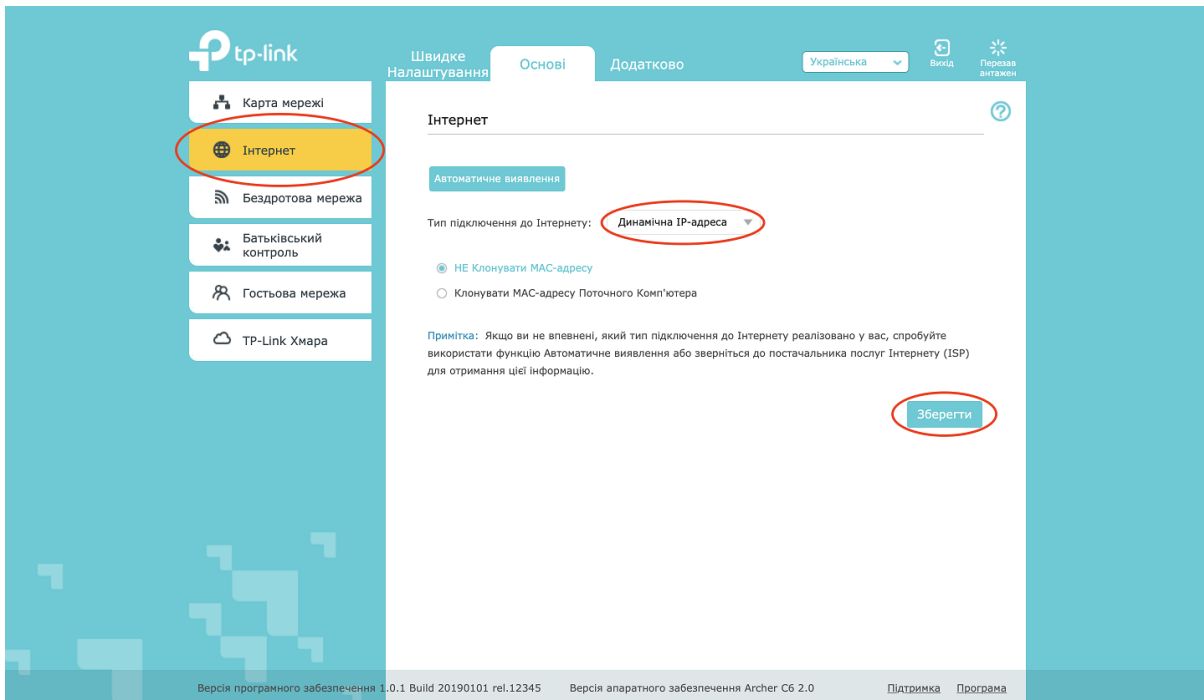 tp-link
Швидке
Налаштування
Основі
Додатково
Українська
Вихід
Перезав
антажен
Карта мережі
Інтернет
Бездротова мережа
Батьківський
контроль
Гостьова мережа
TP-Link Хмара
Інтернет
Автоматичне виявлення
Тип підключення до Інтернету:
Динамічна IP-адреса
НЕ Клонувати MAC-адресу
Клонувати MAC-адресу Поточного Комп'ютера
Примітка: Якщо ви не впевнені, який тип підключення до Інтернету реалізовано у вас, спробуйте
використати функцію Автоматичне виявлення або зверніться до постачальника послуг Інтернету (ISP)
для отримання цієї інформацію.
Зберегти
Версія програмного забезпечення 1.0.1 Build 20190101 rel.12345 Версія апаратного забезпечення Archer C6 2.0 Підтримка Програма